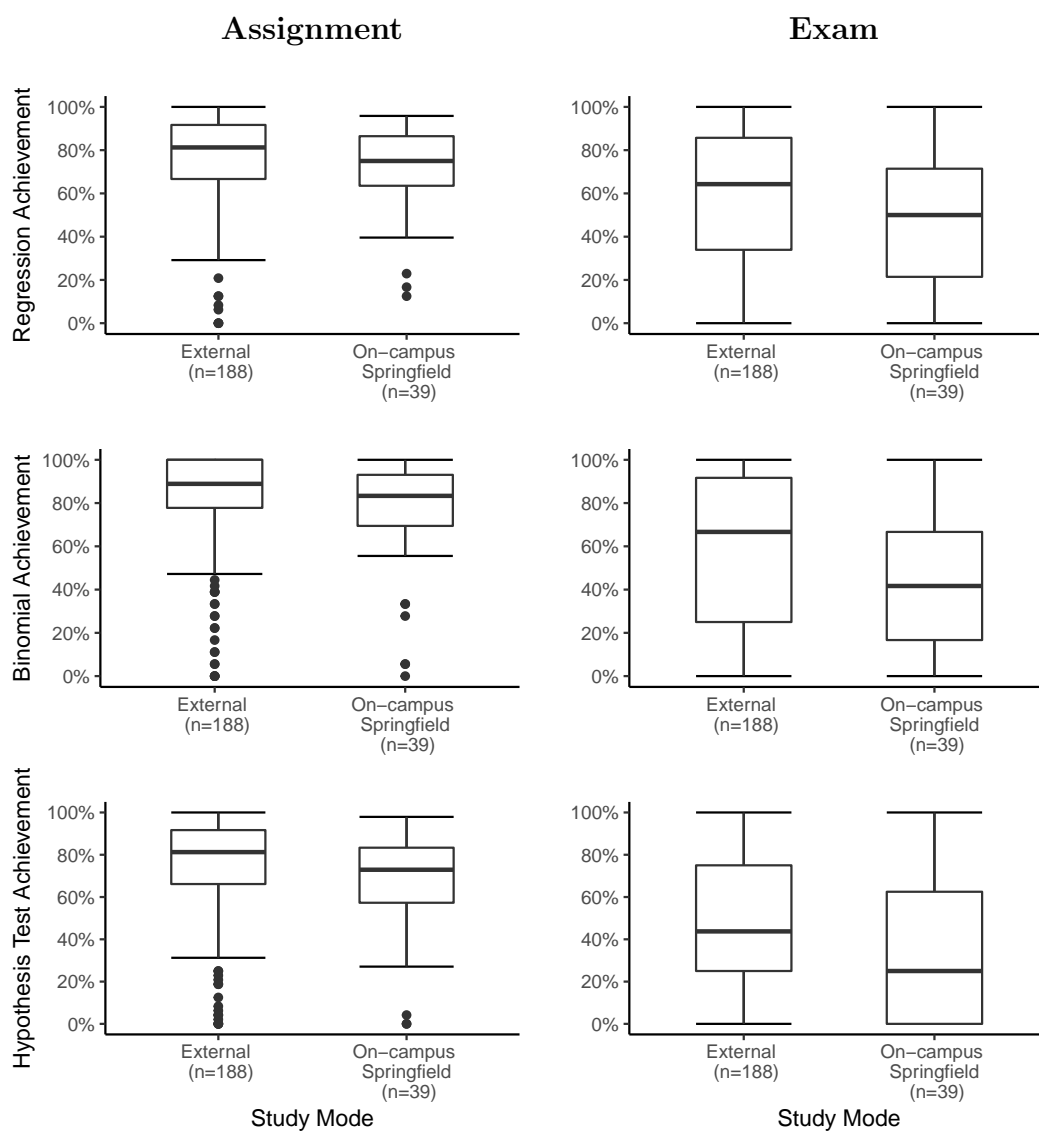 Assignment
Exam
Regression Achievement
100%
80%
60%
40%
20%
0%
External
(n=188)
On−campus
Springfield
(n=39)
100%
80%
60%
40%
20%
0%
External
(n=188)
On−campus
Springfield
(n=39)
Binomial Achievement
100%
80%
60%
40%
20%
0%
External
(n=188)
On−campus
Springfield
(n=39)
100%
80%
60%
40%
20%
0%
External
(n=188)
On−campus
Springfield
(n=39)
Hypothesis Test Achievement
100%
80%
60%
40%
20%
0%
External
(n=188)
On−campus
Springfield
(n=39)
Study Mode
100%
80%
60%
40%
20%
0%
External
(n=188)
On−campus
Springfield
(n=39)
Study Mode